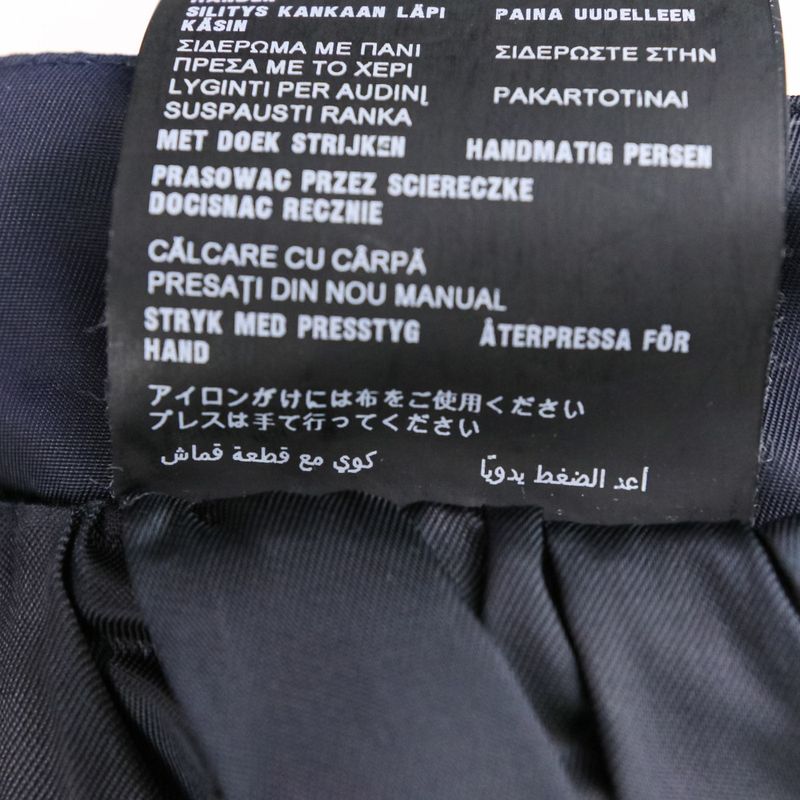 SILITYS KANKAAN LÄPI PAINA UUDELLEEN
KÄSIN
ΣΙΔΕΡΩΜΑ ΜΕ ΠΑΝΙ ΣΙΔΕΡΩΣΤΕ ΣΤΗΝ
ΠΡΕΣΑ ΜΕ ΤΟ ΧΕΡΙ
LYGINTI PER AUDINĮ PAKARTOTINAI
SUSPAUSTI RANKA
MET DOEK STRIJKEN HANDMATIG PERSEN
PRASOWAC PRZEZ SCIERECZKE
DOCISNAC RECZNIE
CĂLCARE CU CÂRPĂ
PRESAȚI DIN NOU MANUAL
STRYK MED PRESSTYG ÅTERPRESSA FÖR
HAND
アイロンがけには布をご使用ください
プレスは手で行ってください
كوي مع قطعة قماش أعد الضغط يدويًا